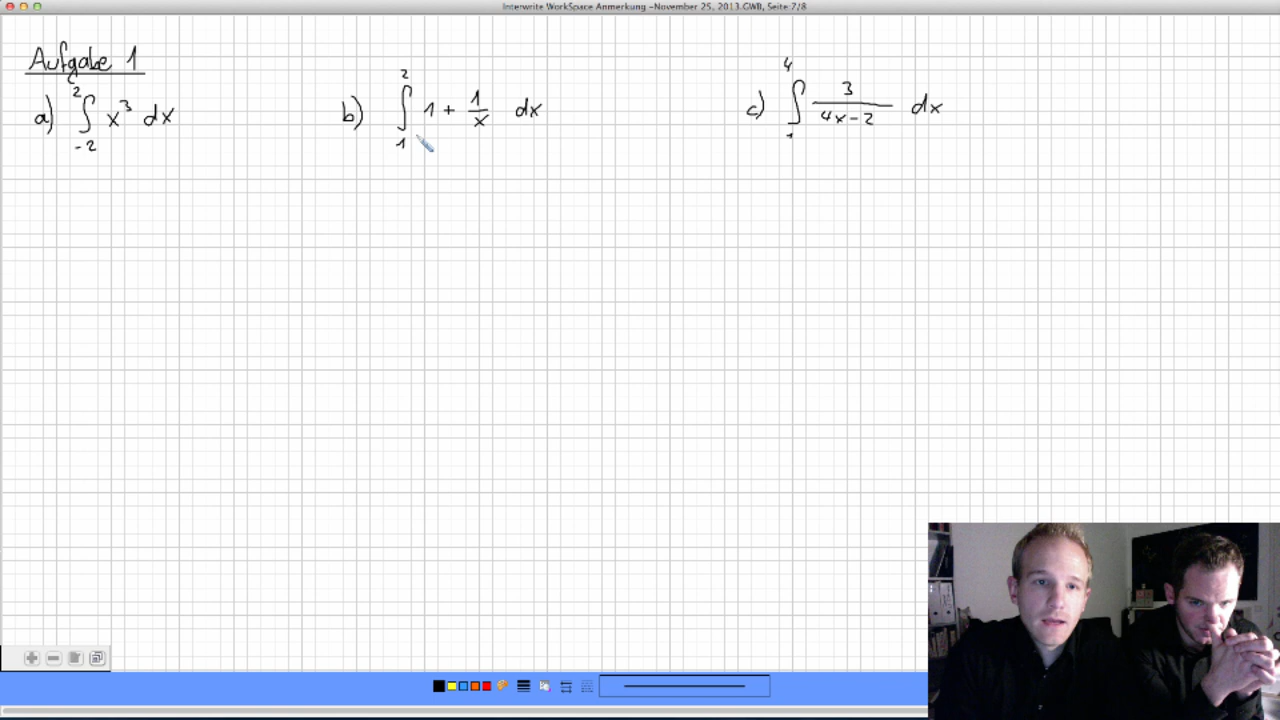 Interwrite WorkSpace Anmerkung -November 25, 2013.GWB, Seite 7/8
Aufgabe 1
a) ∫_{-2}^{2} x³ dx
b) ∫_{1}^{2} 1 + 1/x dx
c) ∫_{1}^{4} 3/(4x-2) dx